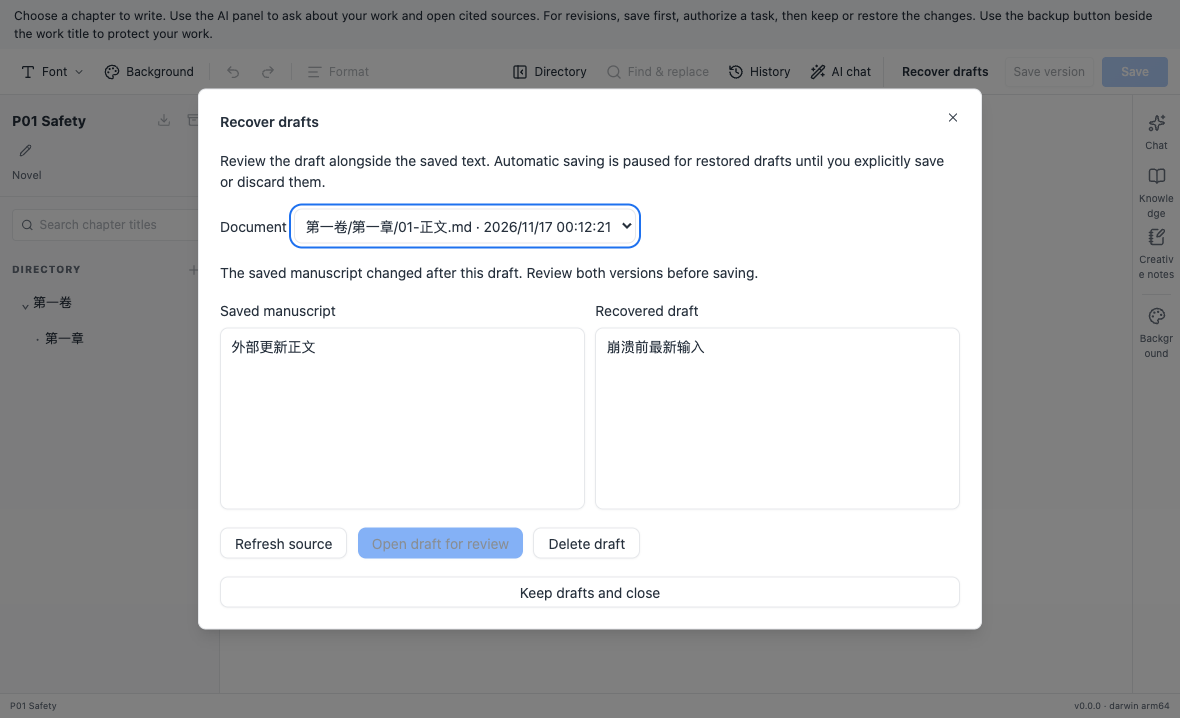 Choose a chapter to write. Use the AI panel to ask about your work and open cited sources. For revisions, save first, authorize a task, then keep or restore the changes. Use the backup button beside
the work title to protect your work.
Font Background Format Directory Find & replace History AI chat Recover drafts Save version Save
P01 Safety
Novel
Search chapter titles
DIRECTORY
第一卷
第一章
Recover drafts
Review the draft alongside the saved text. Automatic saving is paused for restored drafts until you explicitly save
or discard them.
Document 第一卷/第一章/01-正文.md · 2026/11/17 00:12:21
The saved manuscript changed after this draft. Review both versions before saving.
Saved manuscript
外部更新正文
Recovered draft
崩溃前最新输入
Refresh source Open draft for review Delete draft
Keep drafts and close
Chat
Knowle
dge
Creativ
e notes
Backgr
ound
P01 Safety
v0.0.0 · darwin arm64